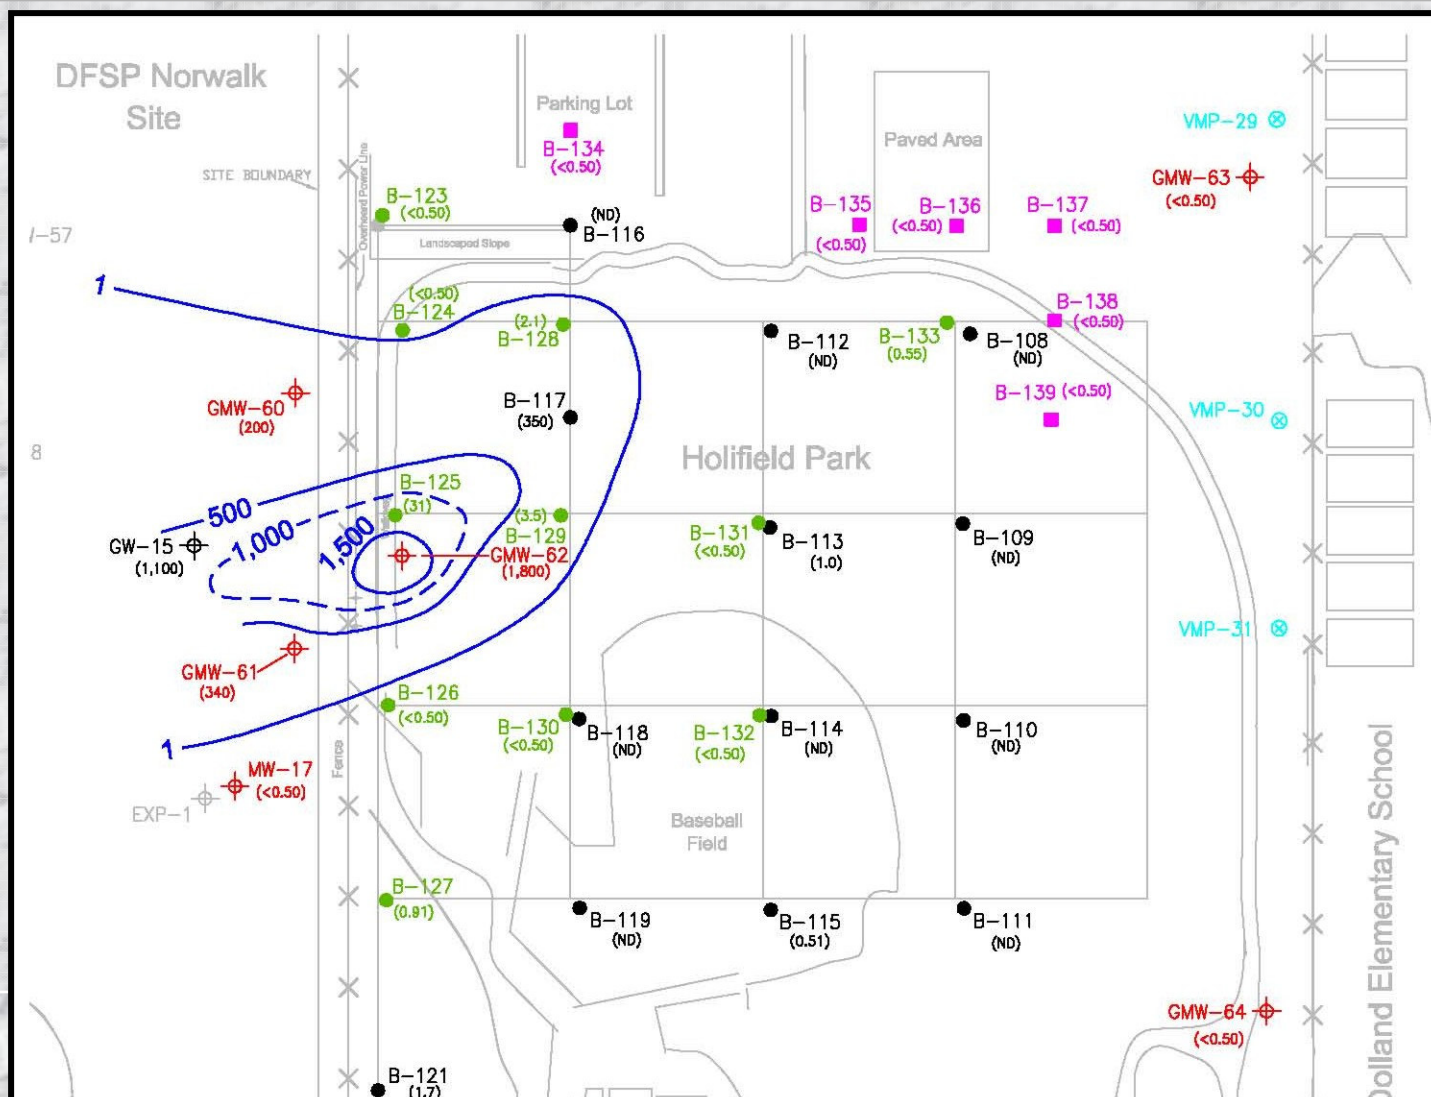 DFSP Norwalk
Site
Parking Lot
B-134
(<0.50)
Paved Area
VMP-29
GMW-63
(<0.50)
SITE BOUNDARY
Overhead Power Line
B-123
(<0.50)
(ND)
B-116
Landscaped Slope
B-135
(<0.50)
B-136
(<0.50)
B-137
(<0.50)
-57
1
(<0.50)
B-124
(2.1)
B-128
B-112
(ND)
B-133
(0.55)
B-108
(ND)
B-138
(<0.50)
B-139 (<0.50)
GMW-60
(200)
B-117
(350)
VMP-30
8
Holifield Park
500
1,000
1,500
B-125
(31)
(3.5)
B-129
GW-15
(1,100)
GMW-62
(1,800)
B-131
(<0.50)
B-113
(1.0)
B-109
(ND)
VMP-31
GMW-61
(340)
B-126
(<0.50)
1
B-130
(<0.50)
B-118
(ND)
B-132
(<0.50)
B-114
(ND)
B-110
(ND)
Fence
MW-17
(<0.50)
EXP-1
Baseball
Field
B-127
(0.91)
B-119
(ND)
B-115
(0.51)
B-111
(ND)
GMW-64
(<0.50)
B-121
(1.7)
Dolland Elementary School